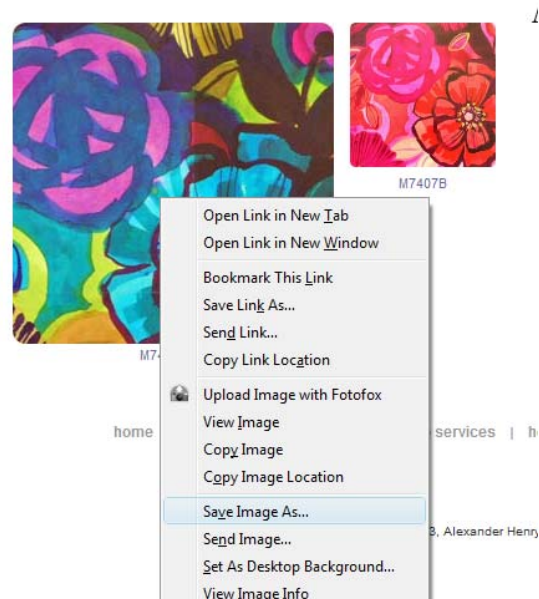 M7407B
Open Link in New Tab
Open Link in New Window
Bookmark This Link
Save Link As...
Send Link...
Copy Link Location
M74
Upload Image with Fotofox
View Image
home
services | h
Copy Image
Copy Image Location
Save Image As...
3, Alexander Henry
Send Image...
Set As Desktop Background...
View Image Info